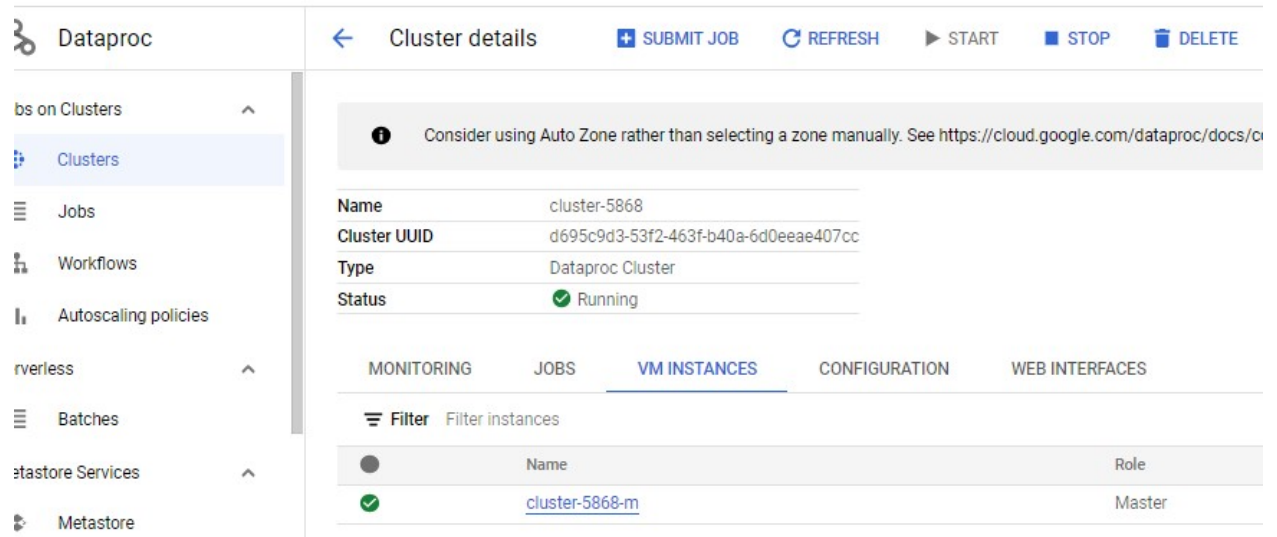 Dataproc
Cluster details SUBMIT JOB REFRESH START STOP DELETE
bs on Clusters
Clusters
Jobs
Workflows
Autoscaling policies
rverless
Batches
etastore Services
Metastore
Consider using Auto Zone rather than selecting a zone manually. See https://cloud.google.com/dataproc/docs/c
Name cluster-5868
Cluster UUID d695c9d3-53f2-463f-b40a-6d0eeae407cc
Type Dataproc Cluster
Status Running
MONITORING JOBS VM INSTANCES CONFIGURATION WEB INTERFACES
Filter Filter instances
Name Role
cluster-5868-m Master